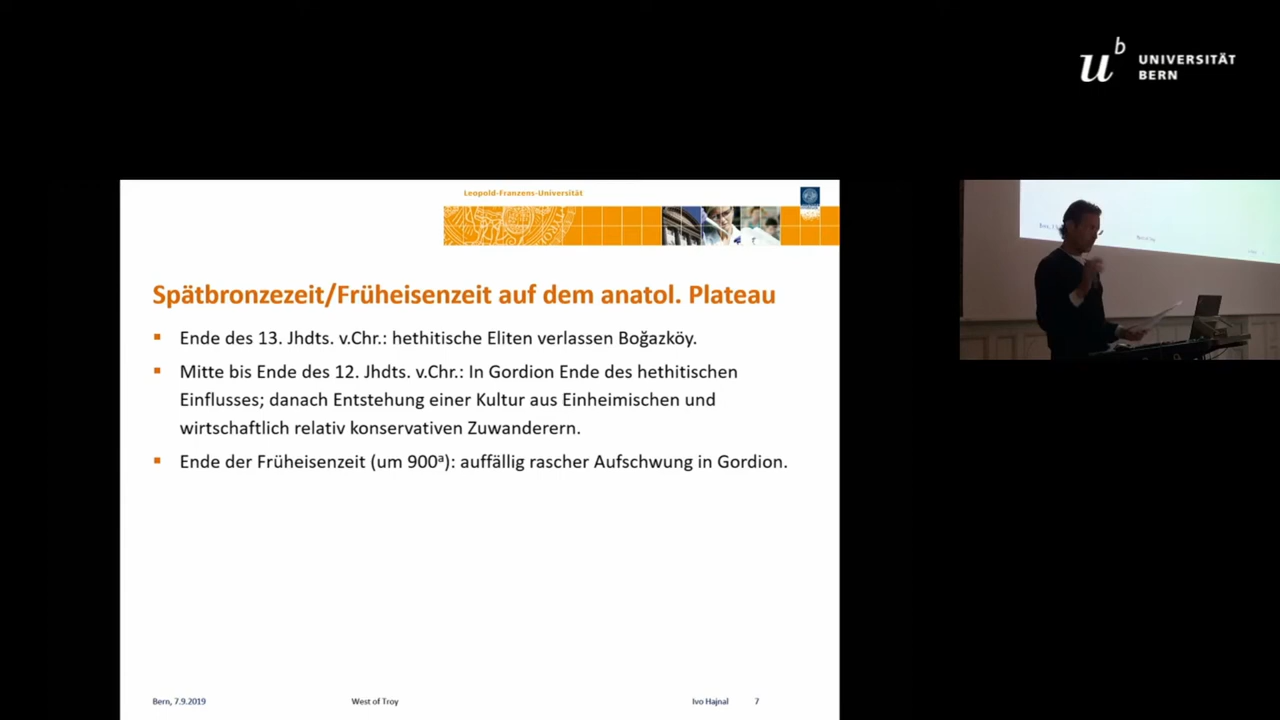 u^b UNIVERSITÄT
BERN
Leopold-Franzens-Universität
Spätbronzezeit/Früheisenzeit auf dem anatol. Plateau
▪ Ende des 13. Jhdts. v.Chr.: hethitische Eliten verlassen Boğazköy.
▪ Mitte bis Ende des 12. Jhdts. v.Chr.: In Gordion Ende des hethitischen
Einflusses; danach Entstehung einer Kultur aus Einheimischen und
wirtschaftlich relativ konservativen Zuwanderern.
▪ Ende der Früheisenzeit (um 900ª): auffällig rascher Aufschwung in Gordion.
Bern, 7.9.2019 West of Troy Ivo Hajnal 7